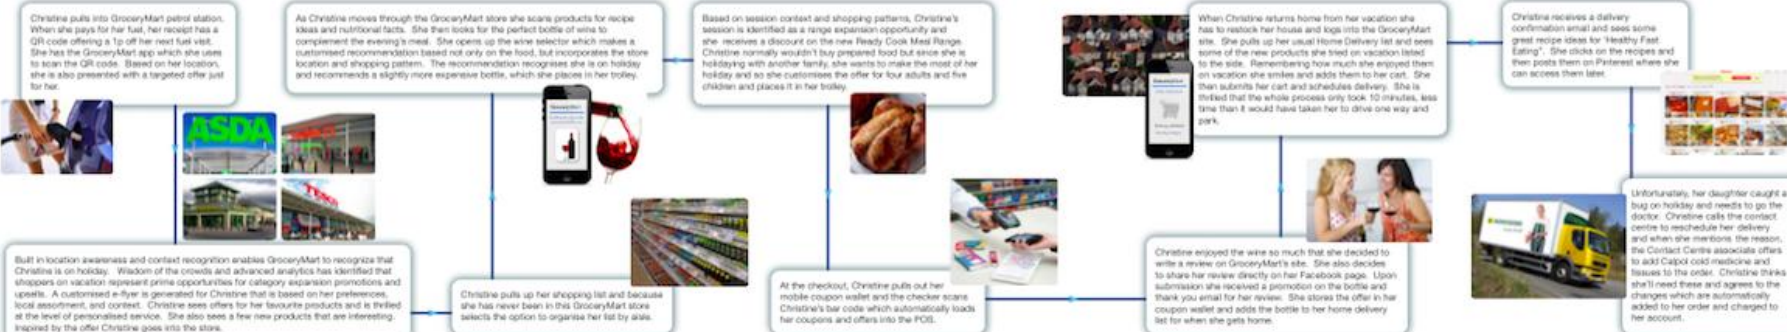 Christine pulls into GroceryMart petrol station.
When she pays for her fuel, her receipt has a
QR code offering a 1p off her next fuel visit.
She has the GroceryMart app which she uses
to scan the QR code. Based on her location,
she is also presented with a targeted offer just
for her.
ASDA
TESCO
Built in location awareness and context recognition enables GroceryMart to recognize that
Christine is on holiday. Wisdom of the crowds and advanced analytics has identified that
shoppers on vacation represent prime opportunities for category expansion promotions and
upsells. A customised e-flyer is generated for Christine that is based on her preferences,
local assortment, and context. Christine sees offers for her favourite products and is thrilled
at the level of personalised service. She also sees a few new products that are interesting.
Inspired by the offer Christine goes into the store.
Christine pulls up her shopping list and because
she has never been in this GroceryMart store
selects the option to organise her list by aisle.
As Christine moves through the GroceryMart store she scans products for recipe
ideas and nutritional facts. She then looks for the perfect bottle of wine to
complement the evening's meal. She opens up the wine selector which makes a
customised recommendation based not only on the food, but incorporates the store
location and shopping pattern. The recommendation recognises she is on holiday
and recommends a slightly more expensive bottle, which she places in her trolley.
Based on session context and shopping patterns, Christine's
session is identified as a range expansion opportunity and
she receives a discount on the new Ready Cook Meal Range.
Christine normally wouldn't buy prepared food but since she is
holidaying with another family, she wants to make the most of her
holiday and so she customises the offer for four adults and five
children and places it in her trolley.
At the checkout, Christine pulls out her
mobile coupon wallet and the checker scans
Christine's bar code which automatically loads
her coupons and offers into the POS.
Christine enjoyed the wine so much that she decided to
write a review on GroceryMart's site. She also decides
to share her review directly on her Facebook page. Upon
submission she received a promotion on the bottle and
thank you email for her review. She stores the offer in her
coupon wallet and adds the bottle to her home delivery
list for when she gets home.
When Christine returns home from her vacation she
has to restock her house and logs into the GroceryMart
site. She pulls up her usual Home Delivery list and sees
some of the new products she tried on vacation listed
to the side. Remembering how much she enjoyed them
on vacation she smiles and adds them to her cart. She
then submits her cart and schedules delivery. She is
thrilled that the whole process only took 10 minutes, less
time than it would have taken her to drive one way and
park.
Christine receives a delivery
confirmation email and sees some
great recipe ideas for "Healthy Fast
Eating". She clicks on the recipes and
then posts them on Pinterest where she
can access them later.
Unfortunately, her daughter caught a
bug on holiday and needs to go the
doctor. Christine calls the contact
centre to reschedule her delivery
and when she mentions the reason,
the Contact Centre associate offers
to add Calpol cold medicine and
tissues to the order. Christine thinks
she'll need these and agrees to the
changes which are automatically
added to her order and charged to
her account.